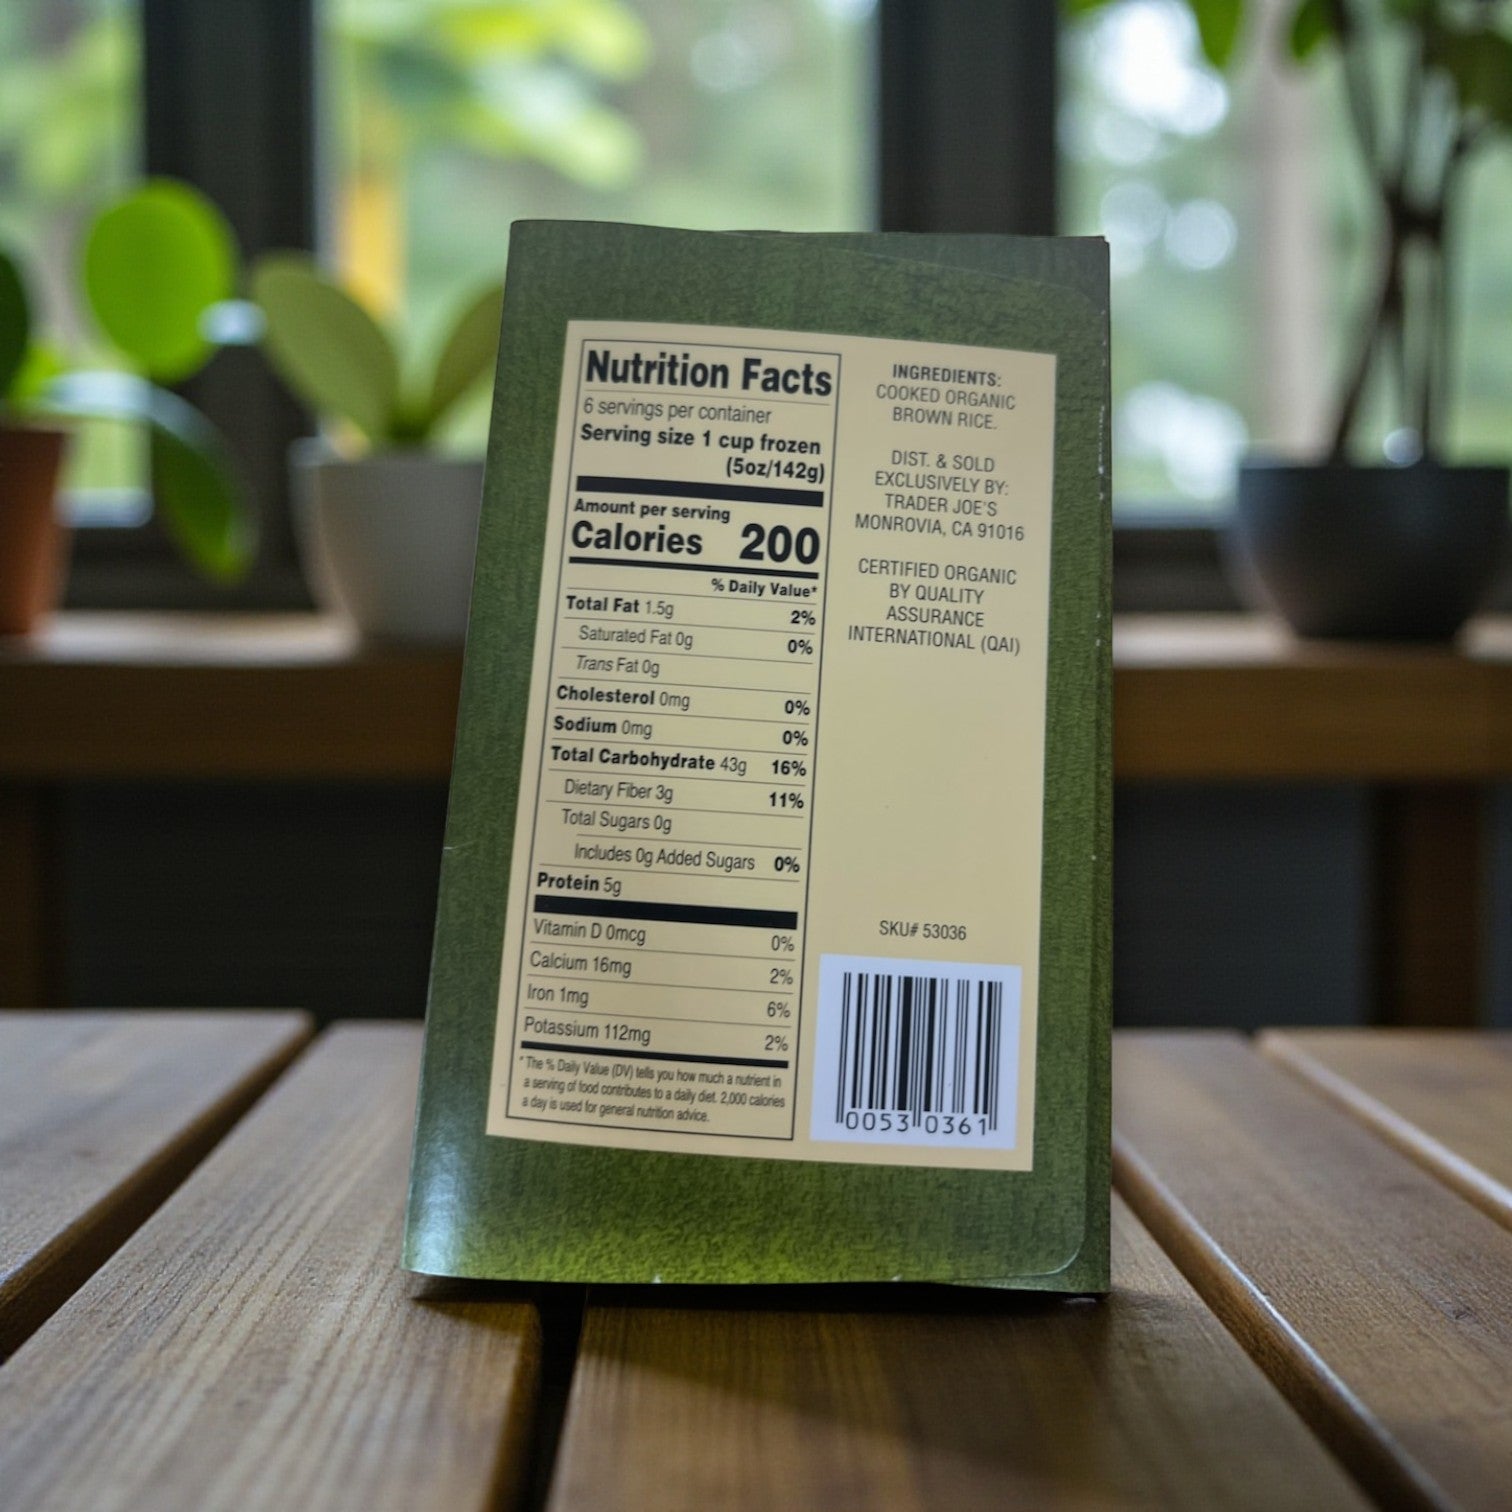 Nutrition Facts
6 servings per container
Serving size 1 cup frozen
(5oz/142g)
Amount per serving
Calories 200
% Daily Value*
Total Fat 1.5g 2%
Saturated Fat 0g 0%
Trans Fat 0g
Cholesterol 0mg 0%
Sodium 0mg 0%
Total Carbohydrate 43g 16%
Dietary Fiber 3g 11%
Total Sugars 0g
Includes 0g Added Sugars 0%
Protein 5g
Vitamin D 0mcg 0%
Calcium 16mg 2%
Iron 1mg 6%
Potassium 112mg 2%
* The % Daily Value (DV) tells you how much a nutrient in
a serving of food contributes to a daily diet. 2,000 calories
a day is used for general nutrition advice.
INGREDIENTS:
COOKED ORGANIC
BROWN RICE.
DIST. & SOLD
EXCLUSIVELY BY:
TRADER JOE'S
MONROVIA, CA 91016
CERTIFIED ORGANIC
BY QUALITY
ASSURANCE
INTERNATIONAL (QAI)
SKU# 53036
0053 0361